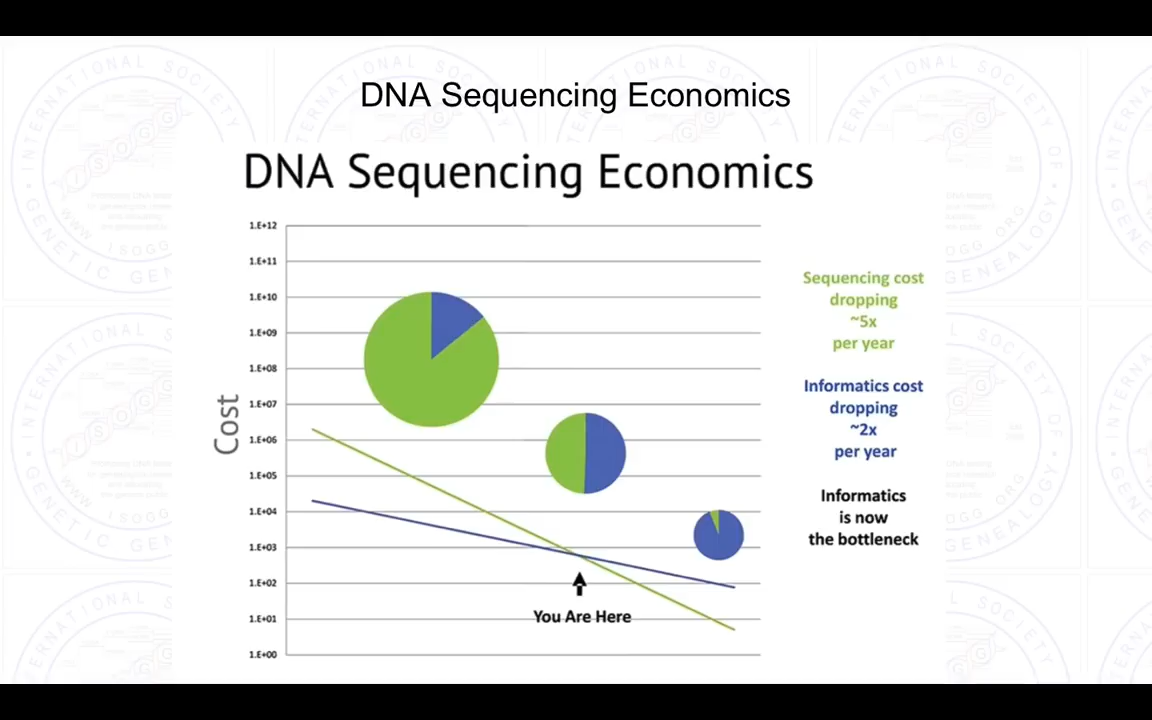 DNA Sequencing Economics
DNA Sequencing Economics
1.E+12
1.E+11
1.E+10
1.E+09
1.E+08
1.E+07
1.E+06
1.E+05
1.E+04
1.E+03
1.E+02
1.E+01
1.E+00
Cost
You Are Here
Sequencing cost
dropping
~5x
per year
Informatics cost
dropping
~2x
per year
Informatics
is now
the bottleneck